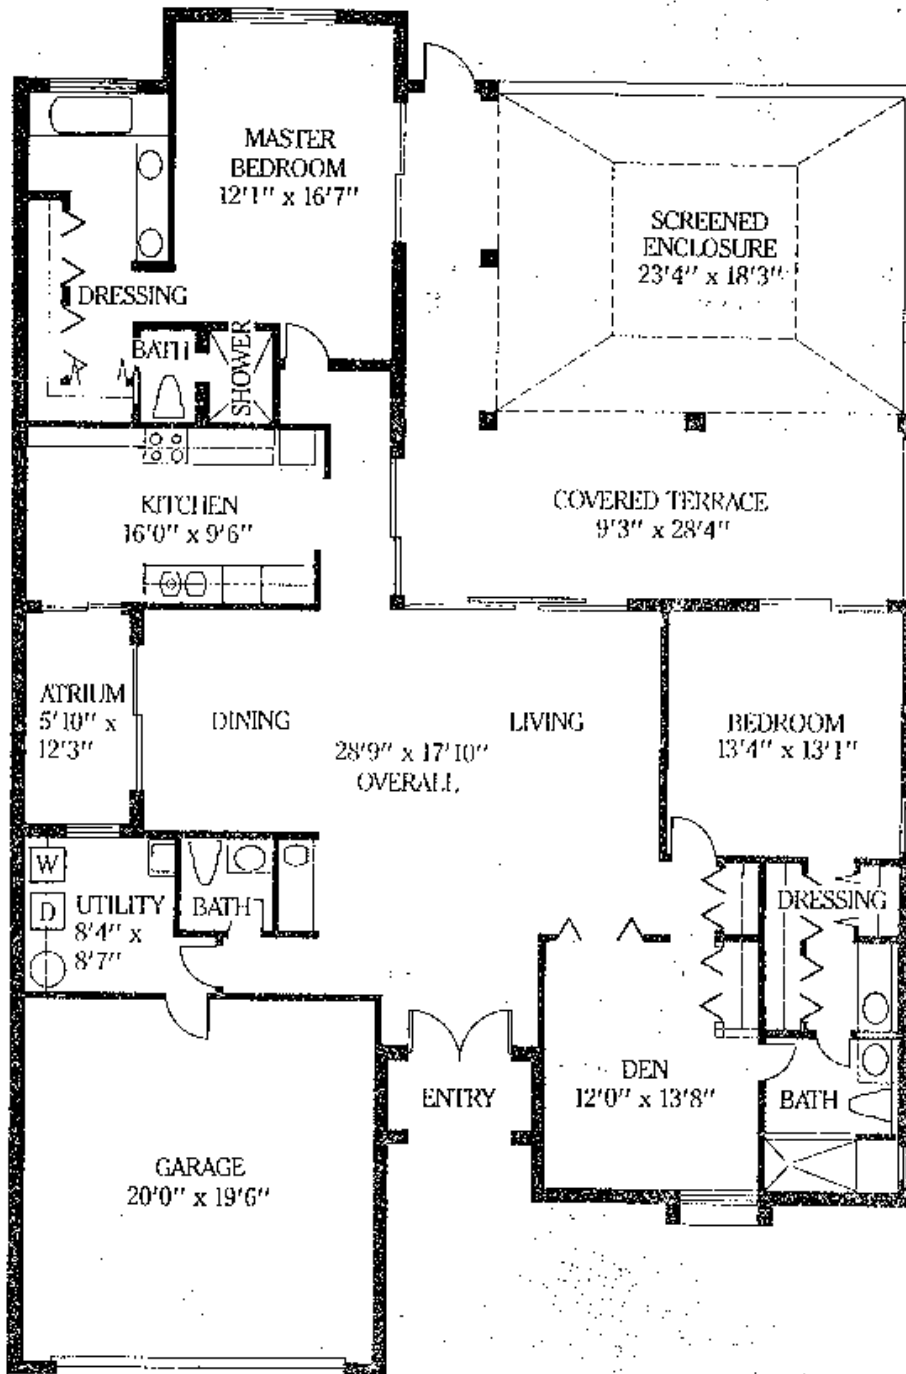 MASTER
BEDROOM
12'1" x 16'7"
SCREENED
ENCLOSURE
23'4" x 18'3"
DRESSING
BATH
SHOWER
KITCHEN
16'0" x 9'6"
COVERED TERRACE
9'3" x 28'4"
ATRIUM
5'10" x
12'3"
DINING
LIVING
28'9" x 17'10"
OVERALL
BEDROOM
13'4" x 13'1"
W
D
UTILITY
8'4" x
8'7"
BATH
DRESSING
DEN
12'0" x 13'8"
BATH
ENTRY
GARAGE
20'0" x 19'6"